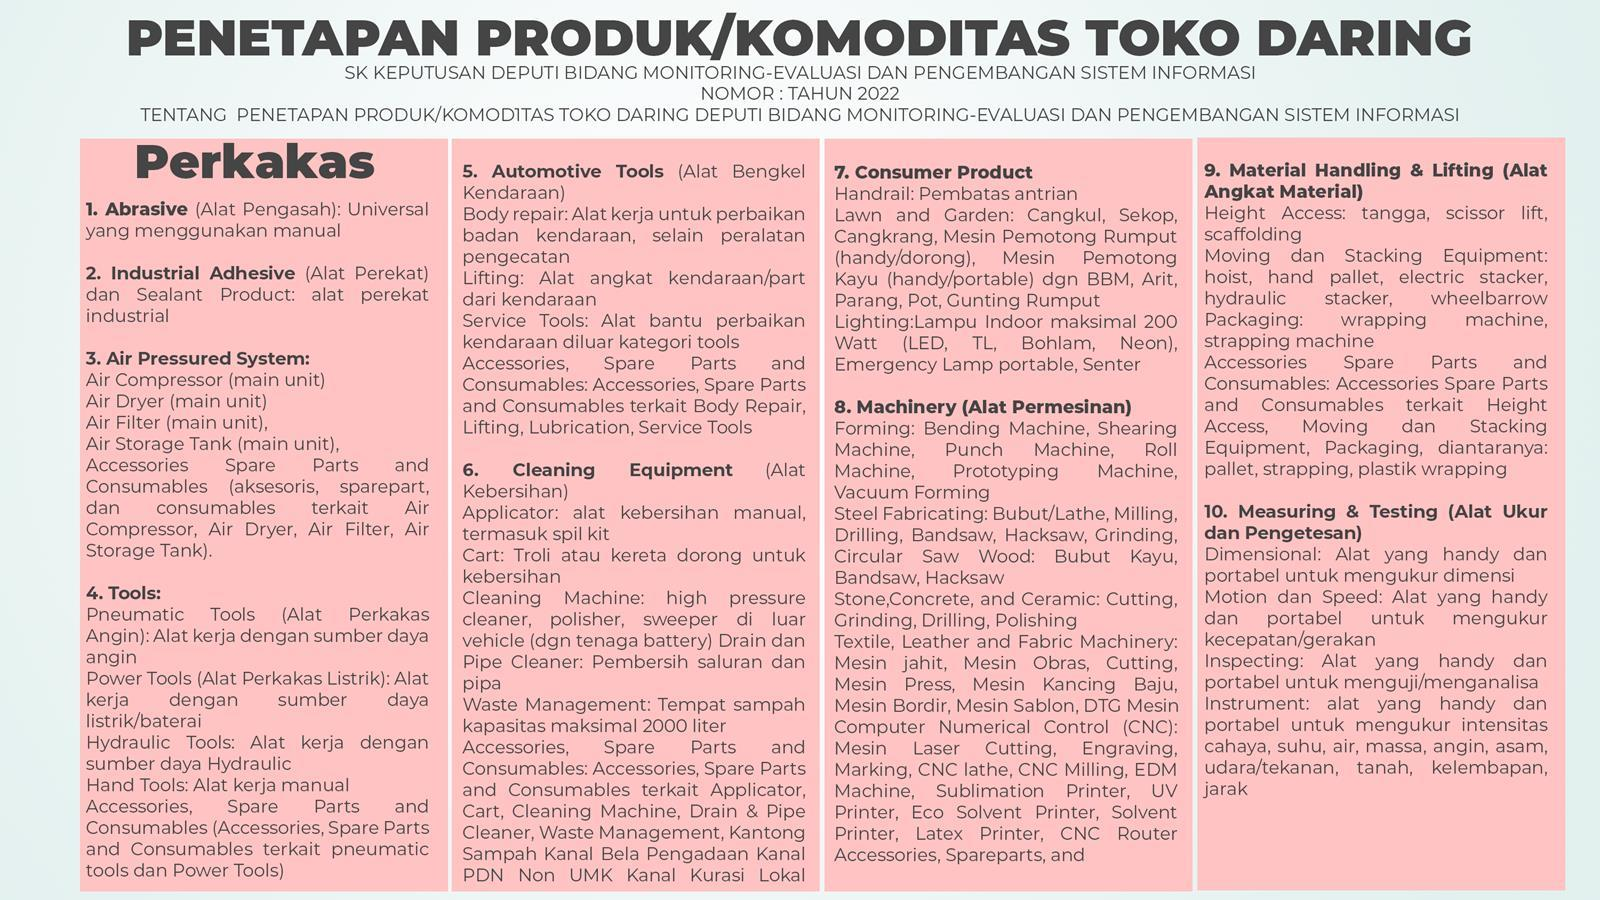 PENETAPAN PRODUK/KOMODITAS TOKO DARING
SK KEPUTUSAN DEPUTI BIDANG MONITORING-EVALUASI DAN PENGEMBANGAN SISTEM INFORMASI
NOMOR : TAHUN 2022
TENTANG PENETAPAN PRODUK/KOMODITAS TOKO DARING DEPUTI BIDANG MONITORING-EVALUASI DAN PENGEMBANGAN SISTEM INFORMASI
Perkakas
1. Abrasive (Alat Pengasah): Universal
yang menggunakan manual
2. Industrial Adhesive (Alat Perekat)
dan Sealant Product: alat perekat
industrial
3. Air Pressured System:
Air Compressor (main unit)
Air Dryer (main unit)
Air Filter (main unit),
Air Storage Tank (main unit),
Accessories Spare Parts and
Consumables (aksesoris, sparepart,
dan consumables terkait Air
Compressor, Air Dryer, Air Filter, Air
Storage Tank).
4. Tools:
Pneumatic Tools (Alat Perkakas
Angin): Alat kerja dengan sumber daya
angin
Power Tools (Alat Perkakas Listrik): Alat
kerja dengan sumber daya
listrik/baterai
Hydraulic Tools: Alat kerja dengan
sumber daya Hydraulic
Hand Tools: Alat kerja manual
Accessories, Spare Parts and
Consumables (Accessories, Spare Parts
and Consumables terkait pneumatic
tools dan Power Tools)
5. Automotive Tools (Alat Bengkel
Kendaraan)
Body repair: Alat kerja untuk perbaikan
badan kendaraan, selain peralatan
pengecatan
Lifting: Alat angkat kendaraan/part
dari kendaraan
Service Tools: Alat bantu perbaikan
kendaraan diluar kategori tools
Accessories, Spare Parts and
Consumables: Accessories, Spare Parts
and Consumables terkait Body Repair,
Lifting, Lubrication, Service Tools
6. Cleaning Equipment (Alat
Kebersihan)
Applicator: alat kebersihan manual,
termasuk spil kit
Cart: Troli atau kereta dorong untuk
kebersihan
Cleaning Machine: high pressure
cleaner, polisher, sweeper di luar
vehicle (dgn tenaga battery) Drain dan
Pipe Cleaner: Pembersih saluran dan
pipa
Waste Management: Tempat sampah
kapasitas maksimal 2000 liter
Accessories, Spare Parts and
Consumables: Accessories, Spare Parts
and Consumables terkait Applicator,
Cart, Cleaning Machine, Drain & Pipe
Cleaner, Waste Management, Kantong
Sampah Kanal Bela Pengadaan Kanal
PDN Non UMK Kanal Kurasi Lokal
7. Consumer Product
Handrail: Pembatas antrian
Lawn and Garden: Cangkul, Sekop,
Cangkrang, Mesin Pemotong Rumput
(handy/dorong), Mesin Pemotong
Kayu (handy/portable) dgn BBM, Arit,
Parang, Pot, Gunting Rumput
Lighting:Lampu Indoor maksimal 200
Watt (LED, TL, Bohlam, Neon),
Emergency Lamp portable, Senter
8. Machinery (Alat Permesinan)
Forming: Bending Machine, Shearing
Machine, Punch Machine, Roll
Machine, Prototyping Machine,
Vacuum Forming
Steel Fabricating: Bubut/Lathe, Milling,
Drilling, Bandsaw, Hacksaw, Grinding,
Circular Saw Wood: Bubut Kayu,
Bandsaw, Hacksaw
Stone,Concrete, and Ceramic: Cutting,
Grinding, Drilling, Polishing
Textile, Leather and Fabric Machinery:
Mesin jahit, Mesin Obras, Cutting,
Mesin Press, Mesin Kancing Baju,
Mesin Bordir, Mesin Sablon, DTG Mesin
Computer Numerical Control (CNC):
Mesin Laser Cutting, Engraving,
Marking, CNC lathe, CNC Milling, EDM
Machine, Sublimation Printer, UV
Printer, Eco Solvent Printer, Solvent
Printer, Latex Printer, CNC Router
Accessories, Spareparts, and
9. Material Handling & Lifting (Alat
Angkat Material)
Height Access: tangga, scissor lift,
scaffolding
Moving dan Stacking Equipment:
hoist, hand pallet, electric stacker,
hydraulic stacker, wheelbarrow
Packaging: wrapping machine,
strapping machine
Accessories Spare Parts and
Consumables: Accessories Spare Parts
and Consumables terkait Height
Access, Moving dan Stacking
Equipment, Packaging, diantaranya:
pallet, strapping, plastik wrapping
10. Measuring & Testing (Alat Ukur
dan Pengetesan)
Dimensional: Alat yang handy dan
portabel untuk mengukur dimensi
Motion dan Speed: Alat yang handy
dan portabel untuk mengukur
kecepatan/gerakan
Inspecting: Alat yang handy dan
portabel untuk menguji/menganalisa
Instrument: alat yang handy dan
portabel untuk mengukur intensitas
cahaya, suhu, air, massa, angin, asam,
udara/tekanan, tanah, kelembapan,
jarak